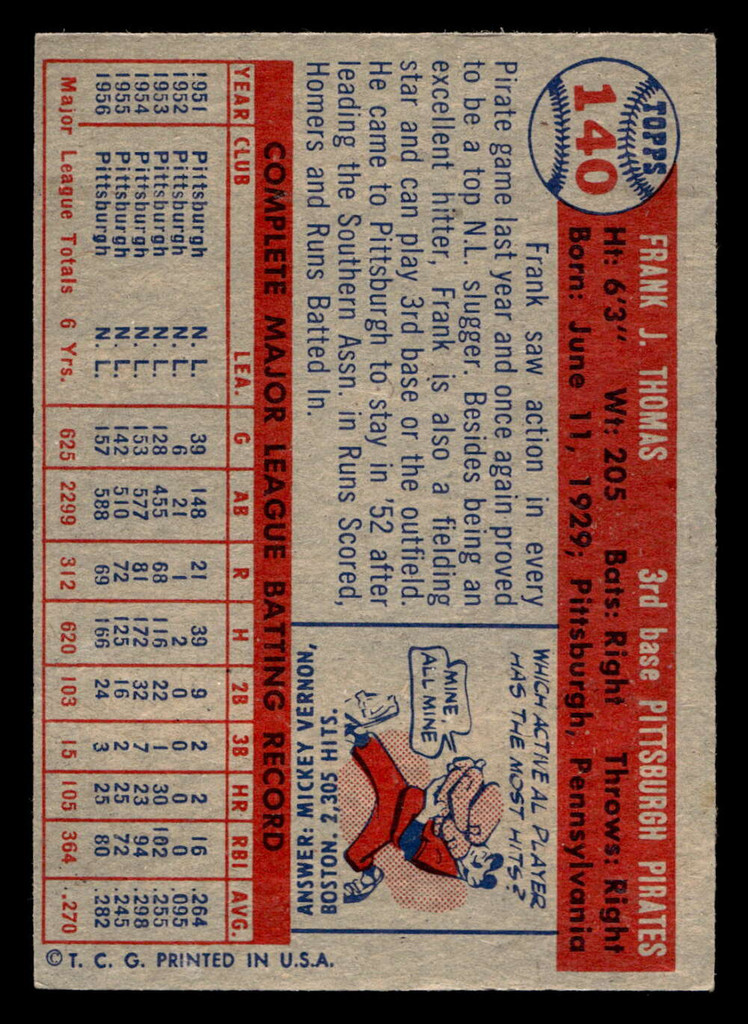 TOPPS
140
FRANK J. THOMAS 3rd base PITTSBURGH PIRATES
Ht: 6'3" Wt: 205 Bats: Right Throws: Right
Born: June 11, 1929; Pittsburgh, Pennsylvania
Frank saw action in every
Pirate game last year and once again proved
to be a top N.L. slugger. Besides being an
excellent hitter, Frank is also a fielding
star and can play 3rd base or the outfield.
He came to Pittsburgh to stay in '52 after
leading the Southern Assn. in Runs Scored,
Homers and Runs Batted In.
WHICH ACTIVE AL PLAYER
HAS THE MOST HITS?
MINE,
ALL MINE
ANSWER: MICKEY VERNON,
BOSTON. 2,305 HITS.
COMPLETE MAJOR LEAGUE BATTING RECORD
YEAR CLUB LEA. G AB R H 2B 3B HR RBI AVG.
1951 Pittsburgh N. L. 39 148 21 39 9 2 2 16 .264
1952 Pittsburgh N. L. 6 21 1 2 0 0 0 0 .095
1953 Pittsburgh N. L. 128 455 68 116 22 1 30 102 .255
1954 Pittsburgh N. L. 153 577 81 172 32 7 23 94 .298
1955 Pittsburgh N. L. 142 510 72 125 16 2 25 72 .245
1956 Pittsburgh N. L. 157 588 69 166 24 3 25 80 .282
Major League Totals 6 Yrs. 625 2299 312 620 103 15 105 364 .270
© T. C. G. PRINTED IN U.S.A.